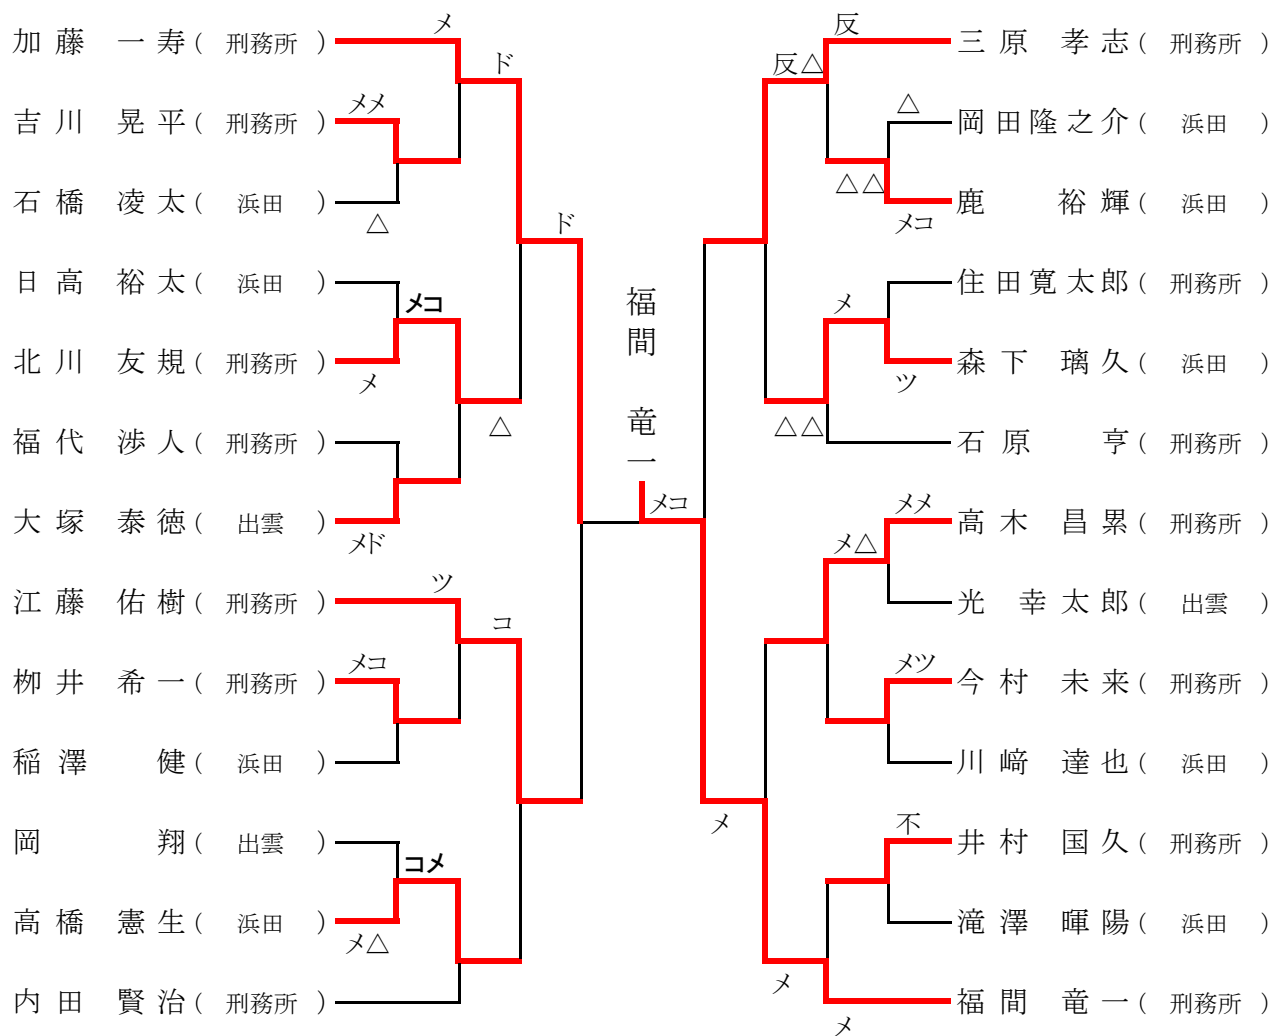 加藤 一寿( 刑務所 )
メ
ド
吉川 晃平( 刑務所 )
メメ
石橋 凌太( 浜田 )
△
ド
日高 裕太( 浜田 )
メコ
北川 友規( 刑務所 )
メ
福代 渉人( 刑務所 )
△
大塚 泰徳( 出雲 )
メド
江藤 佑樹( 刑務所 )
ツ
コ
栁井 希一( 刑務所 )
メコ
稲澤 健( 浜田 )
岡 翔( 出雲 )
コメ
高橋 憲生( 浜田 )
メ△
内田 賢治( 刑務所 )
福間 竜一
メコ
反
三原 孝志( 刑務所 )
反△
△
岡田隆之介( 浜田 )
△△
鹿 裕輝( 浜田 )
メコ
住田寛太郎( 刑務所 )
メ
森下 璃久( 浜田 )
ツ
△△
石原 亨( 刑務所 )
メメ
高木 昌累( 刑務所 )
メ△
光 幸太郎( 出雲 )
メツ
今村 未来( 刑務所 )
川﨑 達也( 浜田 )
メ
不
井村 国久( 刑務所 )
滝澤 暉陽( 浜田 )
メ
福間 竜一( 刑務所 )
メ